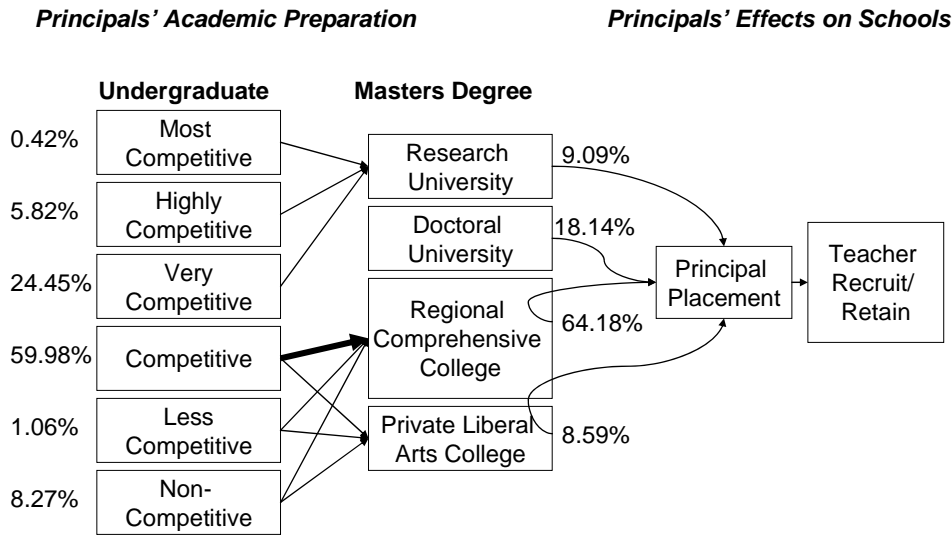 Principals' Academic Preparation
Principals' Effects on Schools
Undergraduate
Masters Degree
0.42%
Most
Competitive
5.82%
Highly
Competitive
24.45%
Very
Competitive
59.98%
Competitive
1.06%
Less
Competitive
8.27%
Non-
Competitive
Research
University
9.09%
Doctoral
University
18.14%
Regional
Comprehensive
College
64.18%
Private Liberal
Arts College
8.59%
Principal
Placement
Teacher
Recruit/
Retain